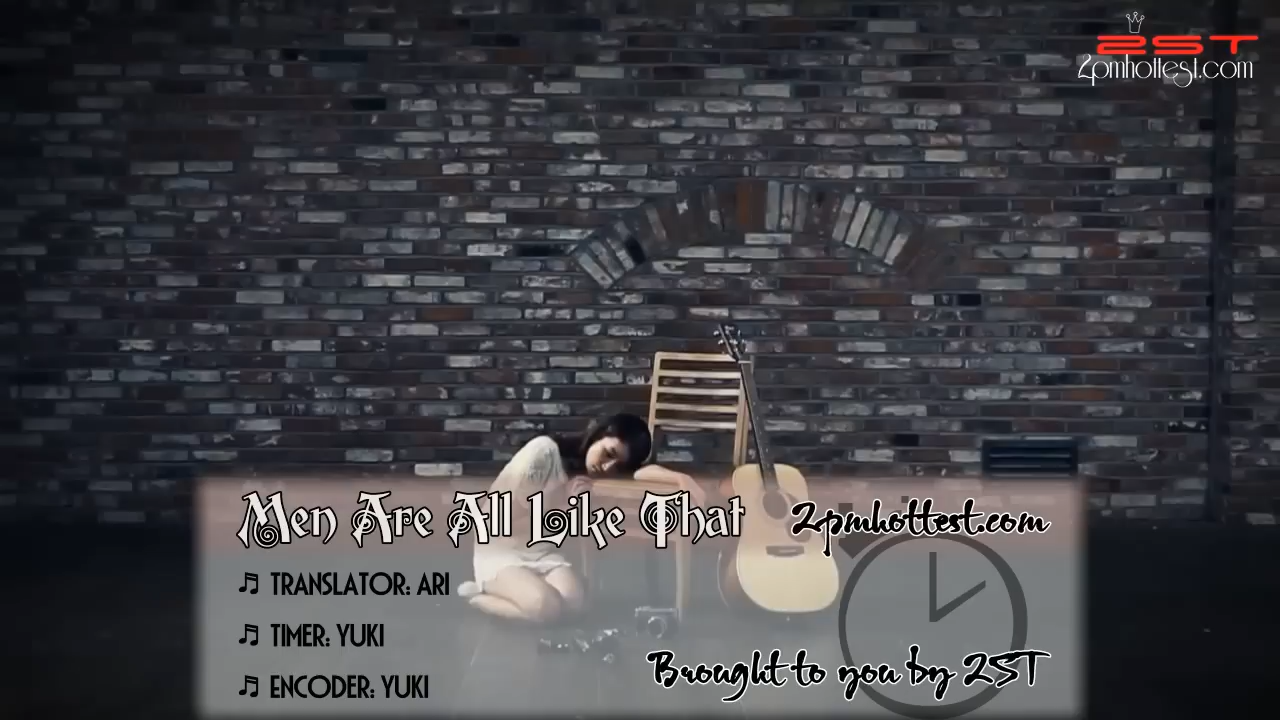 2ST
2pmhottest.com
Men Are All Like That
2pmhottest.com
♫ TRANSLATOR: ARI
♫ TIMER: YUKI
♫ ENCODER: YUKI
Brought to you by 2ST